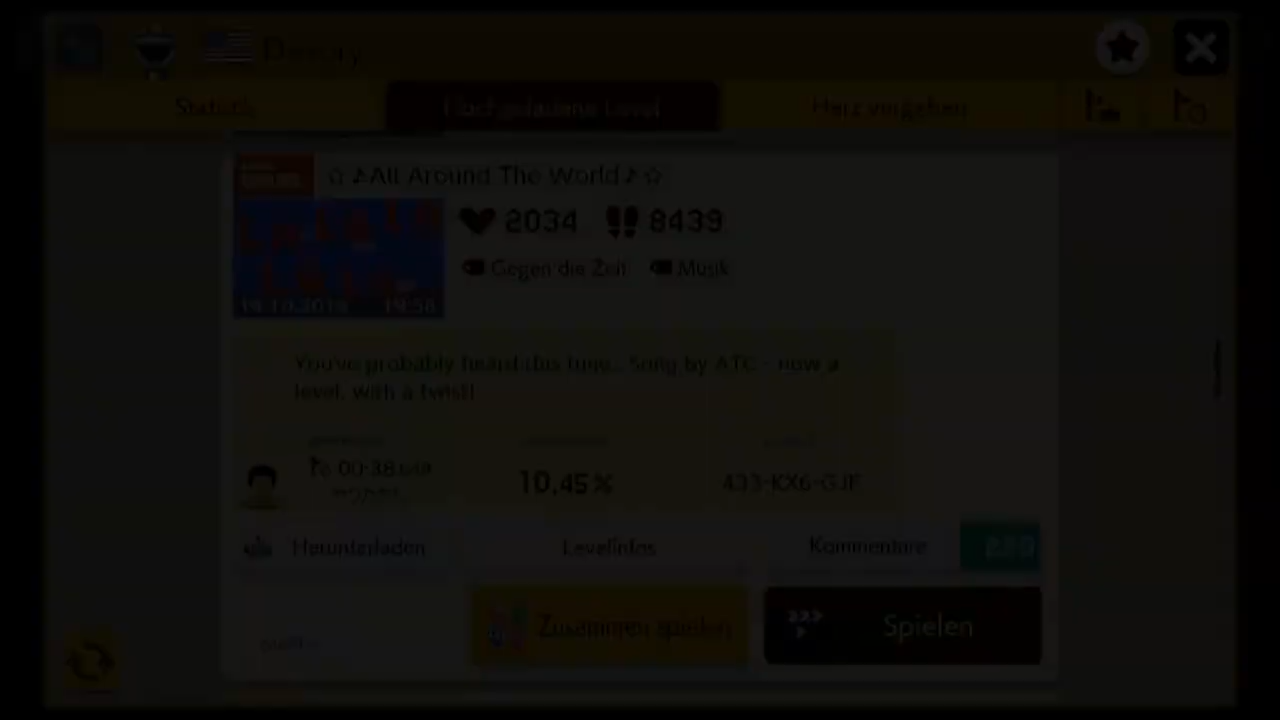 Statistik
Hochgeladene Level
Herz vergeben
☆♪All Around The World♪☆
2034
8439
Gegen die Zeit
Musik
19:58
You've probably heard this tune... Song by ATC - now a
level, with a twist!
00:38.
10.45%
433-KX6-GJF
Herunterladen
Levelinfos
Kommentare
Zusammen spielen
Spielen